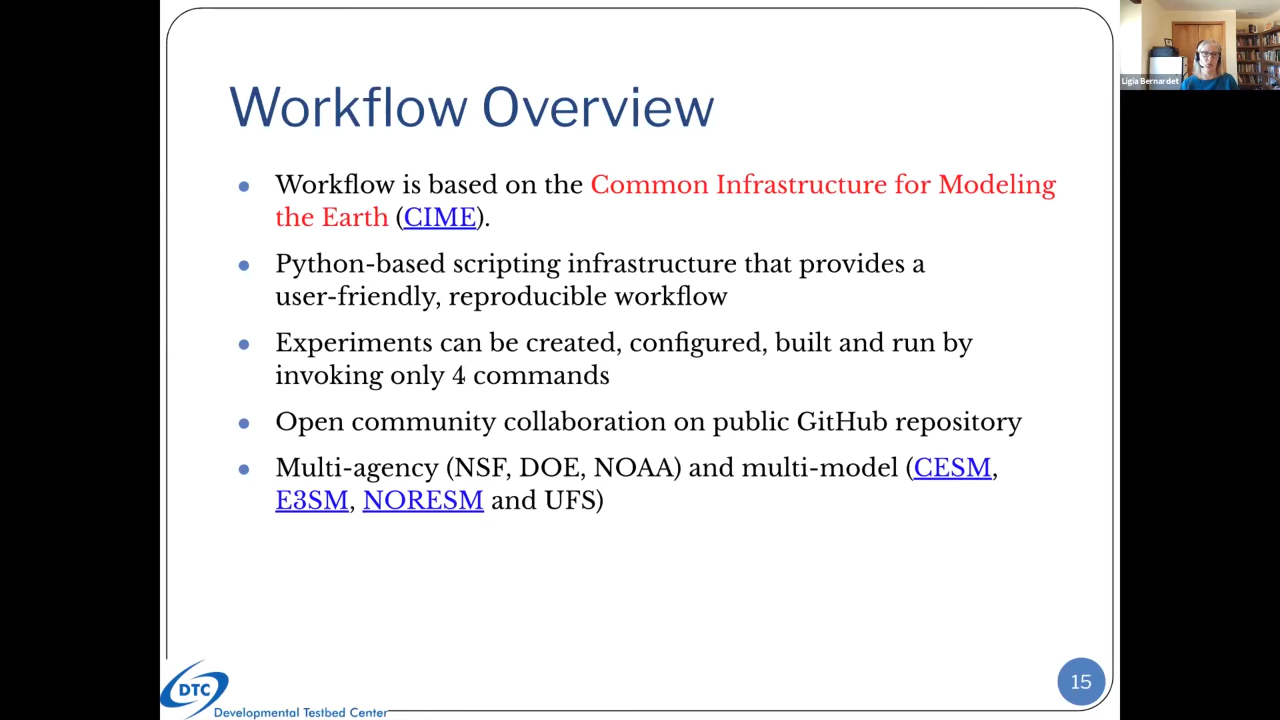 Ligia Bernardet
Workflow Overview
Workflow is based on the Common Infrastructure for Modeling
the Earth (CIME).
Python-based scripting infrastructure that provides a
user-friendly, reproducible workflow
Experiments can be created, configured, built and run by
invoking only 4 commands
Open community collaboration on public GitHub repository
Multi-agency (NSF, DOE, NOAA) and multi-model (CESM,
E3SM, NORESM and UFS)
DTC
Developmental Testbed Center
15